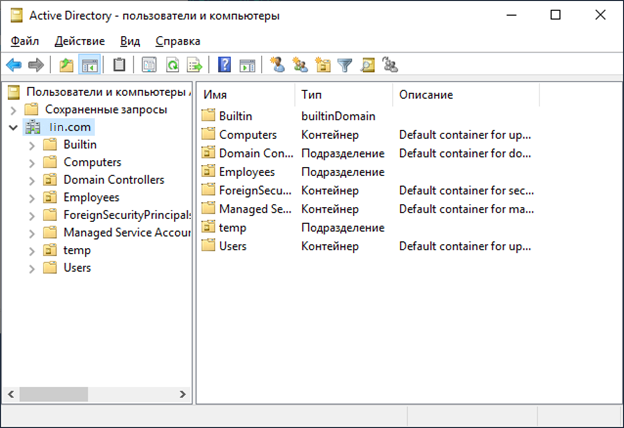 Active Directory - пользователи и компьютеры
Файл Действие Вид Справка
Пользователи и компьютеры A
Сохраненные запросы
lin.com
Builtin
Computers
Domain Controllers
Employees
ForeignSecurityPrincipals
Managed Service Accour
temp
Users
Имя Тип Описание
Builtin builtinDomain
Computers Контейнер Default container for up...
Domain Con... Подразделение Default container for do...
Employees Подразделение
ForeignSecu... Контейнер Default container for sec...
Managed Se... Контейнер Default container for ma...
temp Подразделение
Users Контейнер Default container for up...